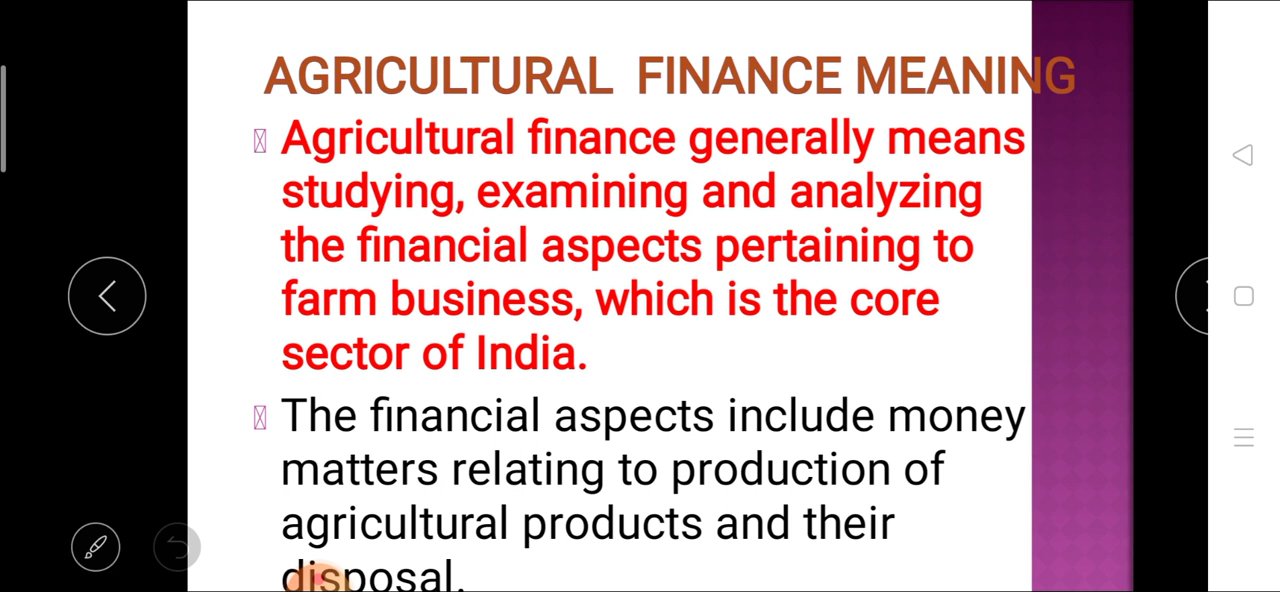 AGRICULTURAL FINANCE MEANING
Agricultural finance generally means
studying, examining and analyzing
the financial aspects pertaining to
farm business, which is the core
sector of India.
The financial aspects include money
matters relating to production of
agricultural products and their
disposal.